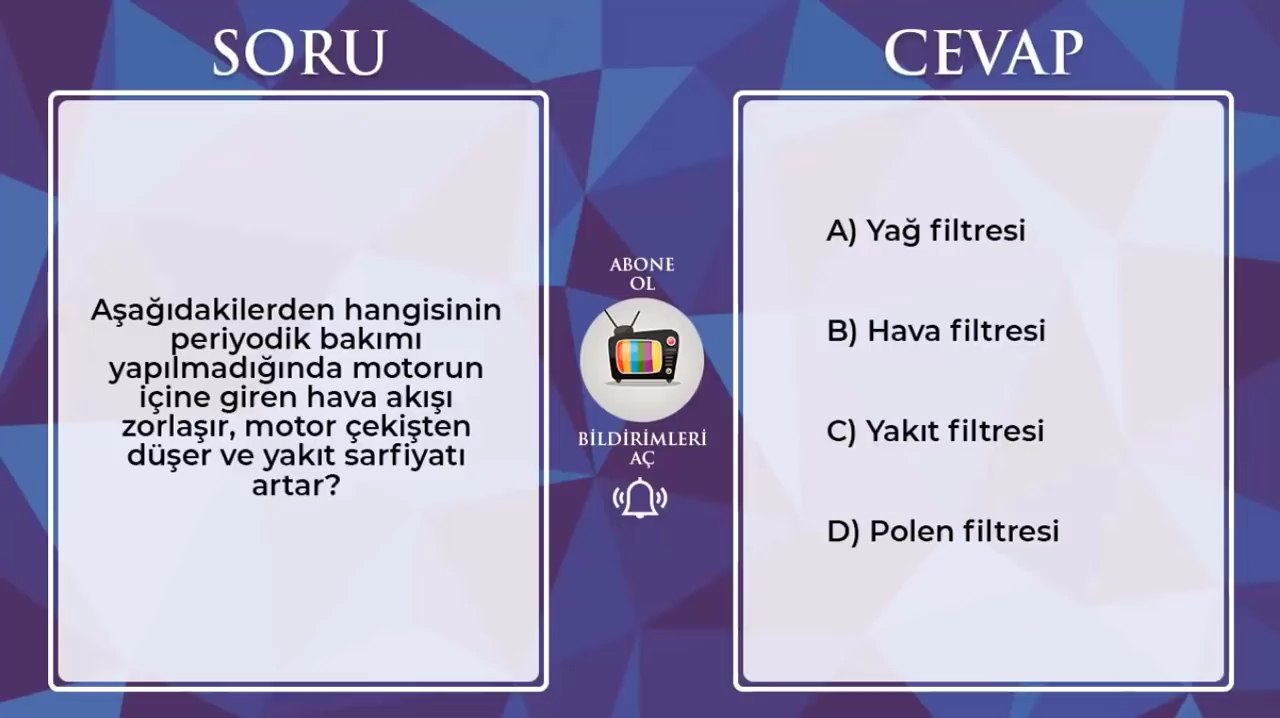 SORU
Aşağıdakilerden hangisinin
periyodik bakımı
yapılmadığında motorun
içine giren hava akışı
zorlaşır, motor çekişten
düşer ve yakıt sarfiyatı
artar?
ABONE
OL
BİLDİRİMLERİ
AÇ
CEVAP
A) Yağ filtresi
B) Hava filtresi
C) Yakıt filtresi
D) Polen filtresi